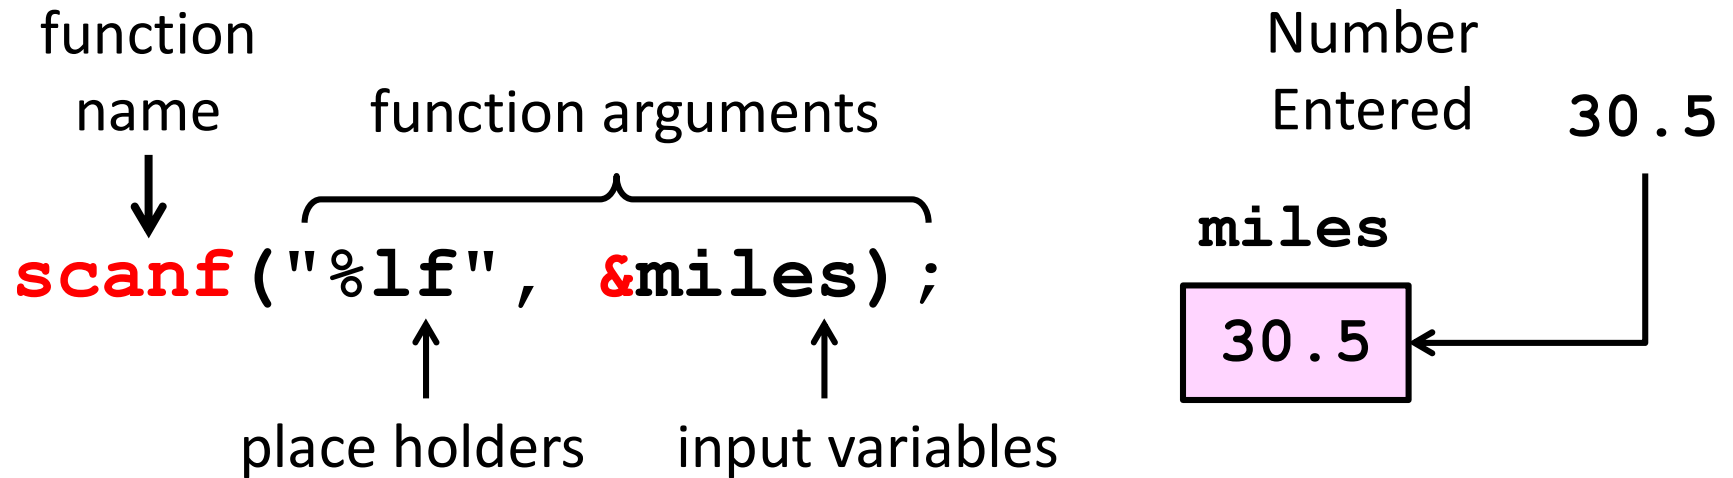 function
name
function arguments
scanf("%lf", &miles);
place holders
input variables
Number
Entered
30.5
miles
30.5